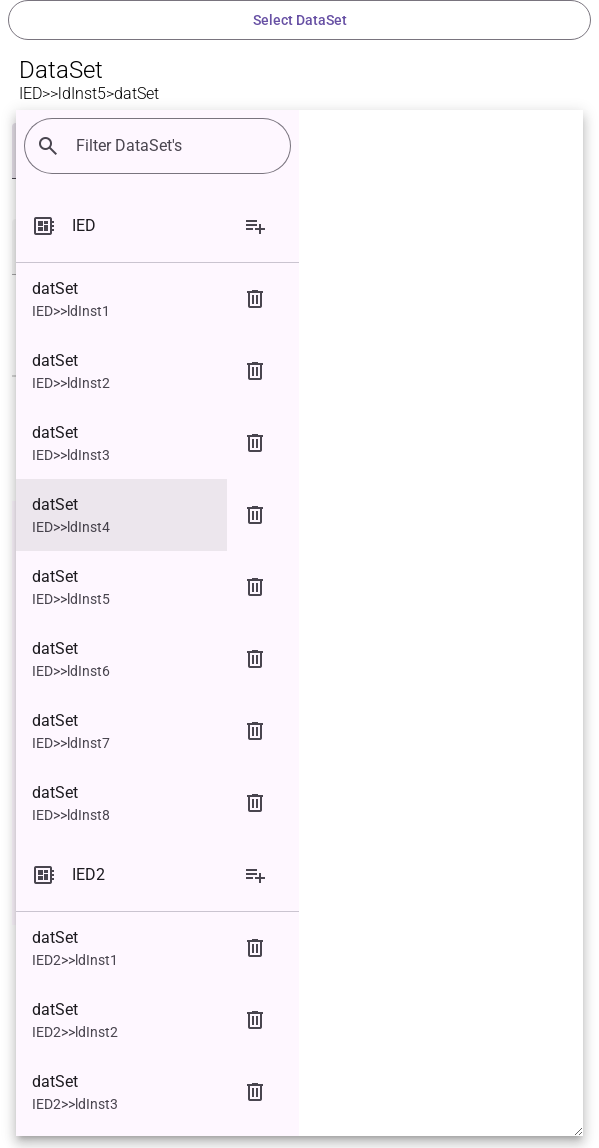 Select DataSet
DataSet
IED>>ldInst5>datSet
Filter DataSet's
IED
datSet
IED>>ldInst1
datSet
IED>>ldInst2
datSet
IED>>ldInst3
datSet
IED>>ldInst4
datSet
IED>>ldInst5
datSet
IED>>ldInst6
datSet
IED>>ldInst7
datSet
IED>>ldInst8
IED2
datSet
IED2>>ldInst1
datSet
IED2>>ldInst2
datSet
IED2>>ldInst3